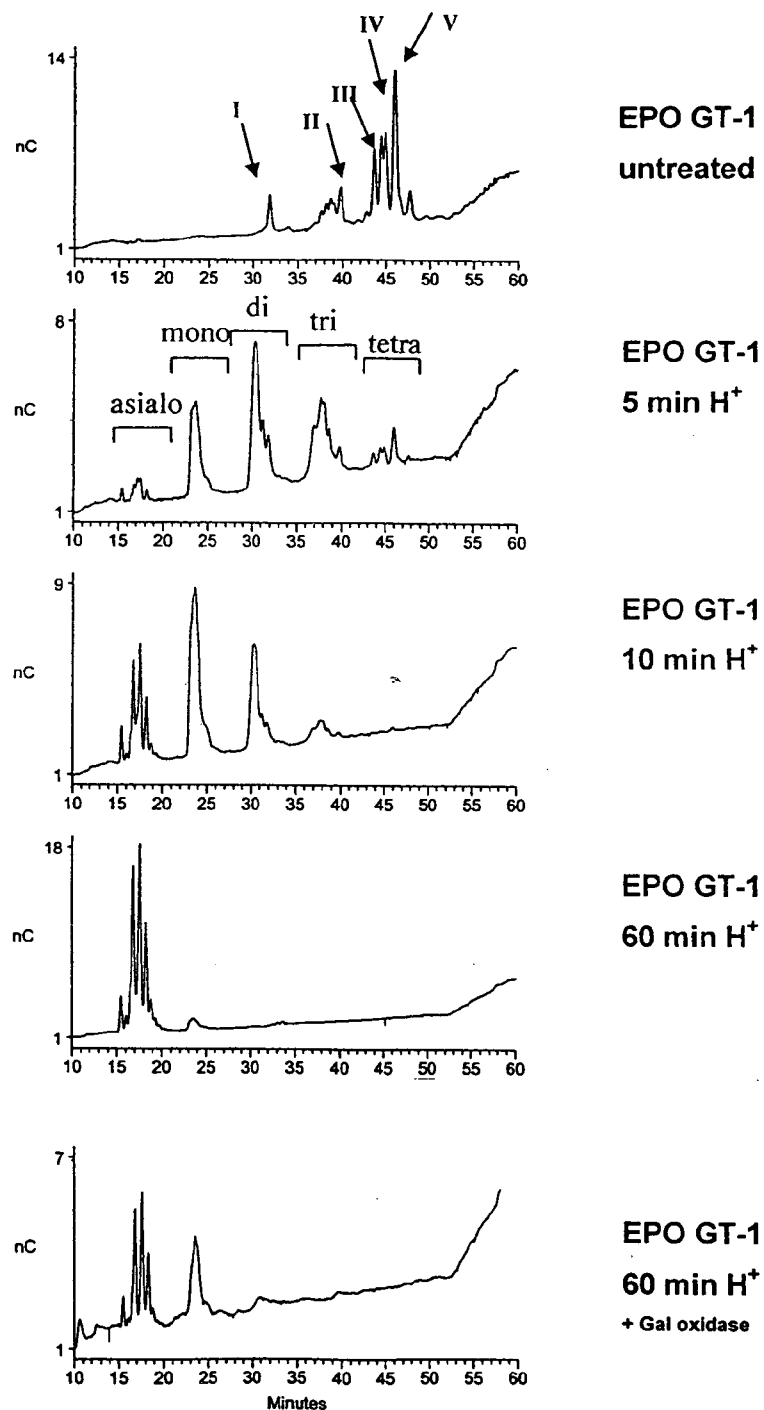 I II III IV V
14
nC
1
10 15 20 25 30 35 40 45 50 55 60
EPO GT-1
untreated
asialo mono di tri tetra
8
nC
1
10 15 20 25 30 35 40 45 50 55 60
EPO GT-1
5 min H⁺
9
nC
1
10 15 20 25 30 35 40 45 50 55 60
EPO GT-1
10 min H⁺
18
nC
1
10 15 20 25 30 35 40 45 50 55 60
EPO GT-1
60 min H⁺
7
nC
1
10 15 20 25 30 35 40 45 50 55 60
Minutes
EPO GT-1
60 min H⁺
+ Gal oxidase